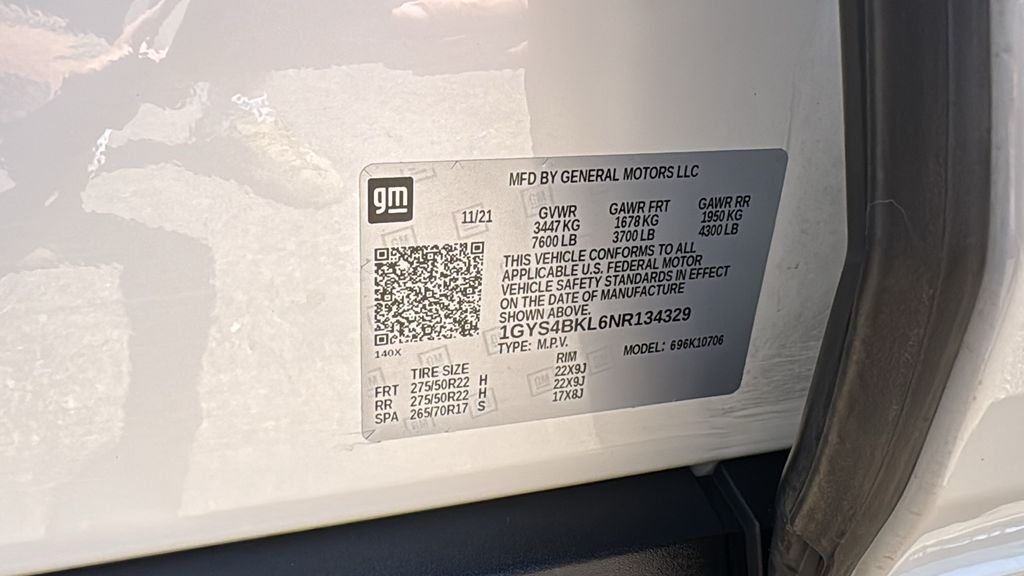 gm
MFD BY GENERAL MOTORS LLC
11/21
GVWR GAWR FRT GAWR RR
3447 KG 1678 KG 1950 KG
7600 LB 3700 LB 4300 LB
THIS VEHICLE CONFORMS TO ALL
APPLICABLE U.S. FEDERAL MOTOR
VEHICLE SAFETY STANDARDS IN EFFECT
ON THE DATE OF MANUFACTURE
SHOWN ABOVE.
1GYS4BKL6NR134329
140X
TYPE: M.P.V. MODEL: 696K10706
TIRE SIZE RIM
FRT 275/50R22 H 22X9J
RR 275/50R22 H 22X9J
SPA 265/70R17 S 17X8J